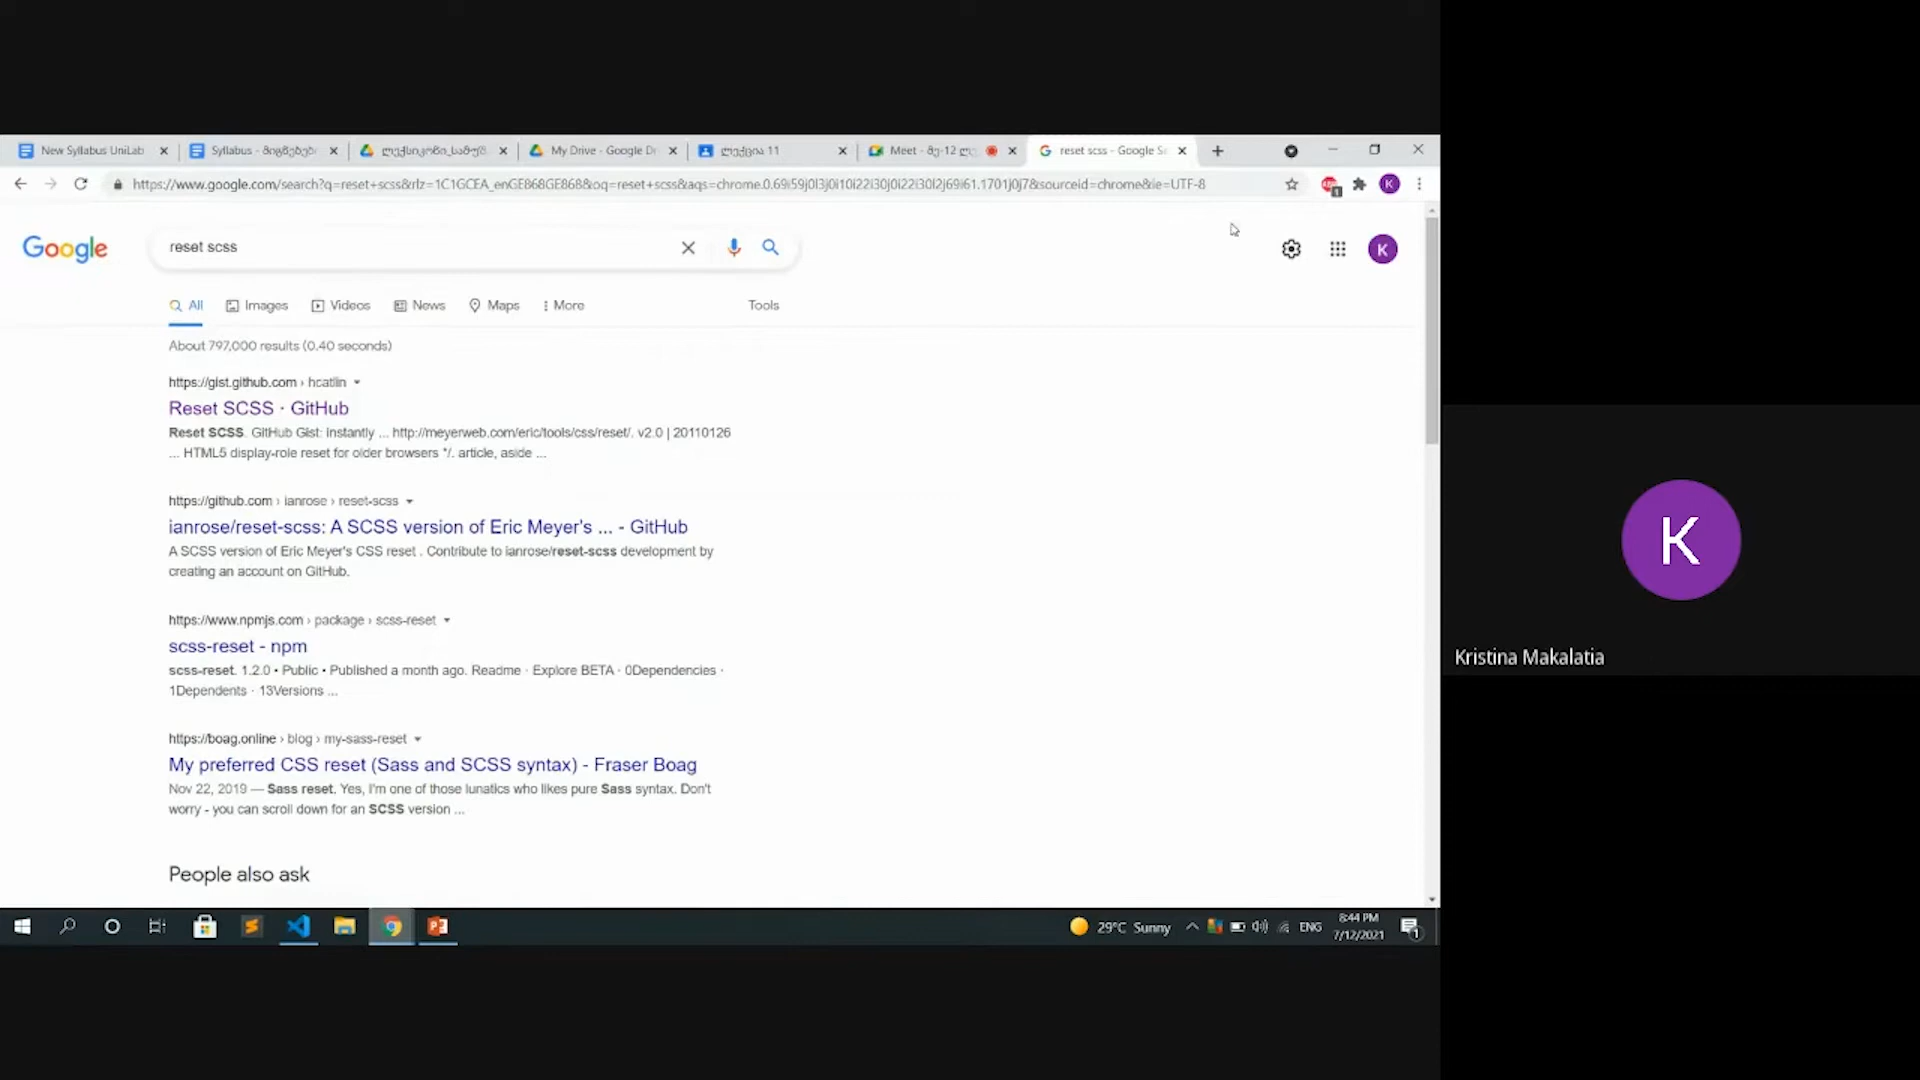 New Syllabus UniLab
Syllabus - მიგნებები
ლექსიკონი_სამუშ
My Drive - Google Dr
ლექცია 11
Meet - მე-12 ლე
reset scss - Google Se
https://www.google.com/search?q=reset+scss&rlz=1C1GCEA_enGE868GE868&oq=reset+scss&aqs=chrome.0.69i59j0l3j0i10i22i30j0i22i30l2j69i61.1701j0j7&sourceid=chrome&ie=UTF-8
K
Google
reset scss
K
All
Images
Videos
News
Maps
More
Tools
About 797,000 results (0.40 seconds)
https://gist.github.com › hcatlin
Reset SCSS · GitHub
Reset SCSS. GitHub Gist: instantly ... http://meyerweb.com/eric/tools/css/reset/. v2.0 | 20110126
... HTML5 display-role reset for older browsers */. article, aside ...
https://github.com › ianrose › reset-scss
ianrose/reset-scss: A SCSS version of Eric Meyer's ... - GitHub
A SCSS version of Eric Meyer's CSS reset . Contribute to ianrose/reset-scss development by
creating an account on GitHub.
https://www.npmjs.com › package › scss-reset
scss-reset - npm
scss-reset. 1.2.0 • Public • Published a month ago. Readme · Explore BETA · 0Dependencies ·
1Dependents · 13Versions ...
https://boag.online › blog › my-sass-reset
My preferred CSS reset (Sass and SCSS syntax) - Fraser Boag
Nov 22, 2019 — Sass reset. Yes, I'm one of those lunatics who likes pure Sass syntax. Don't
worry - you can scroll down for an SCSS version ...
People also ask
29°C Sunny
ENG
8:44 PM
7/12/2021
1
K
Kristina Makalatia